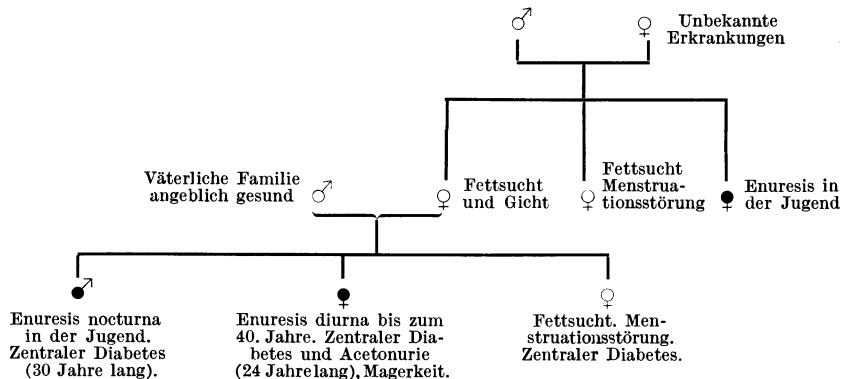 Unbekannte
Erkrankungen
Väterliche Familie
angeblich gesund
Fettsucht
und Gicht
Fettsucht
Menstrua-
tionsstörung
Enuresis in
der Jugend
Enuresis nocturna
in der Jugend.
Zentraler Diabetes
(30 Jahre lang).
Enuresis diurna bis zum
40. Jahre. Zentraler Dia-
betes und Acetonurie
(24 Jahre lang), Magerkeit.
Fettsucht. Men-
struationsstörung.
Zentraler Diabetes.